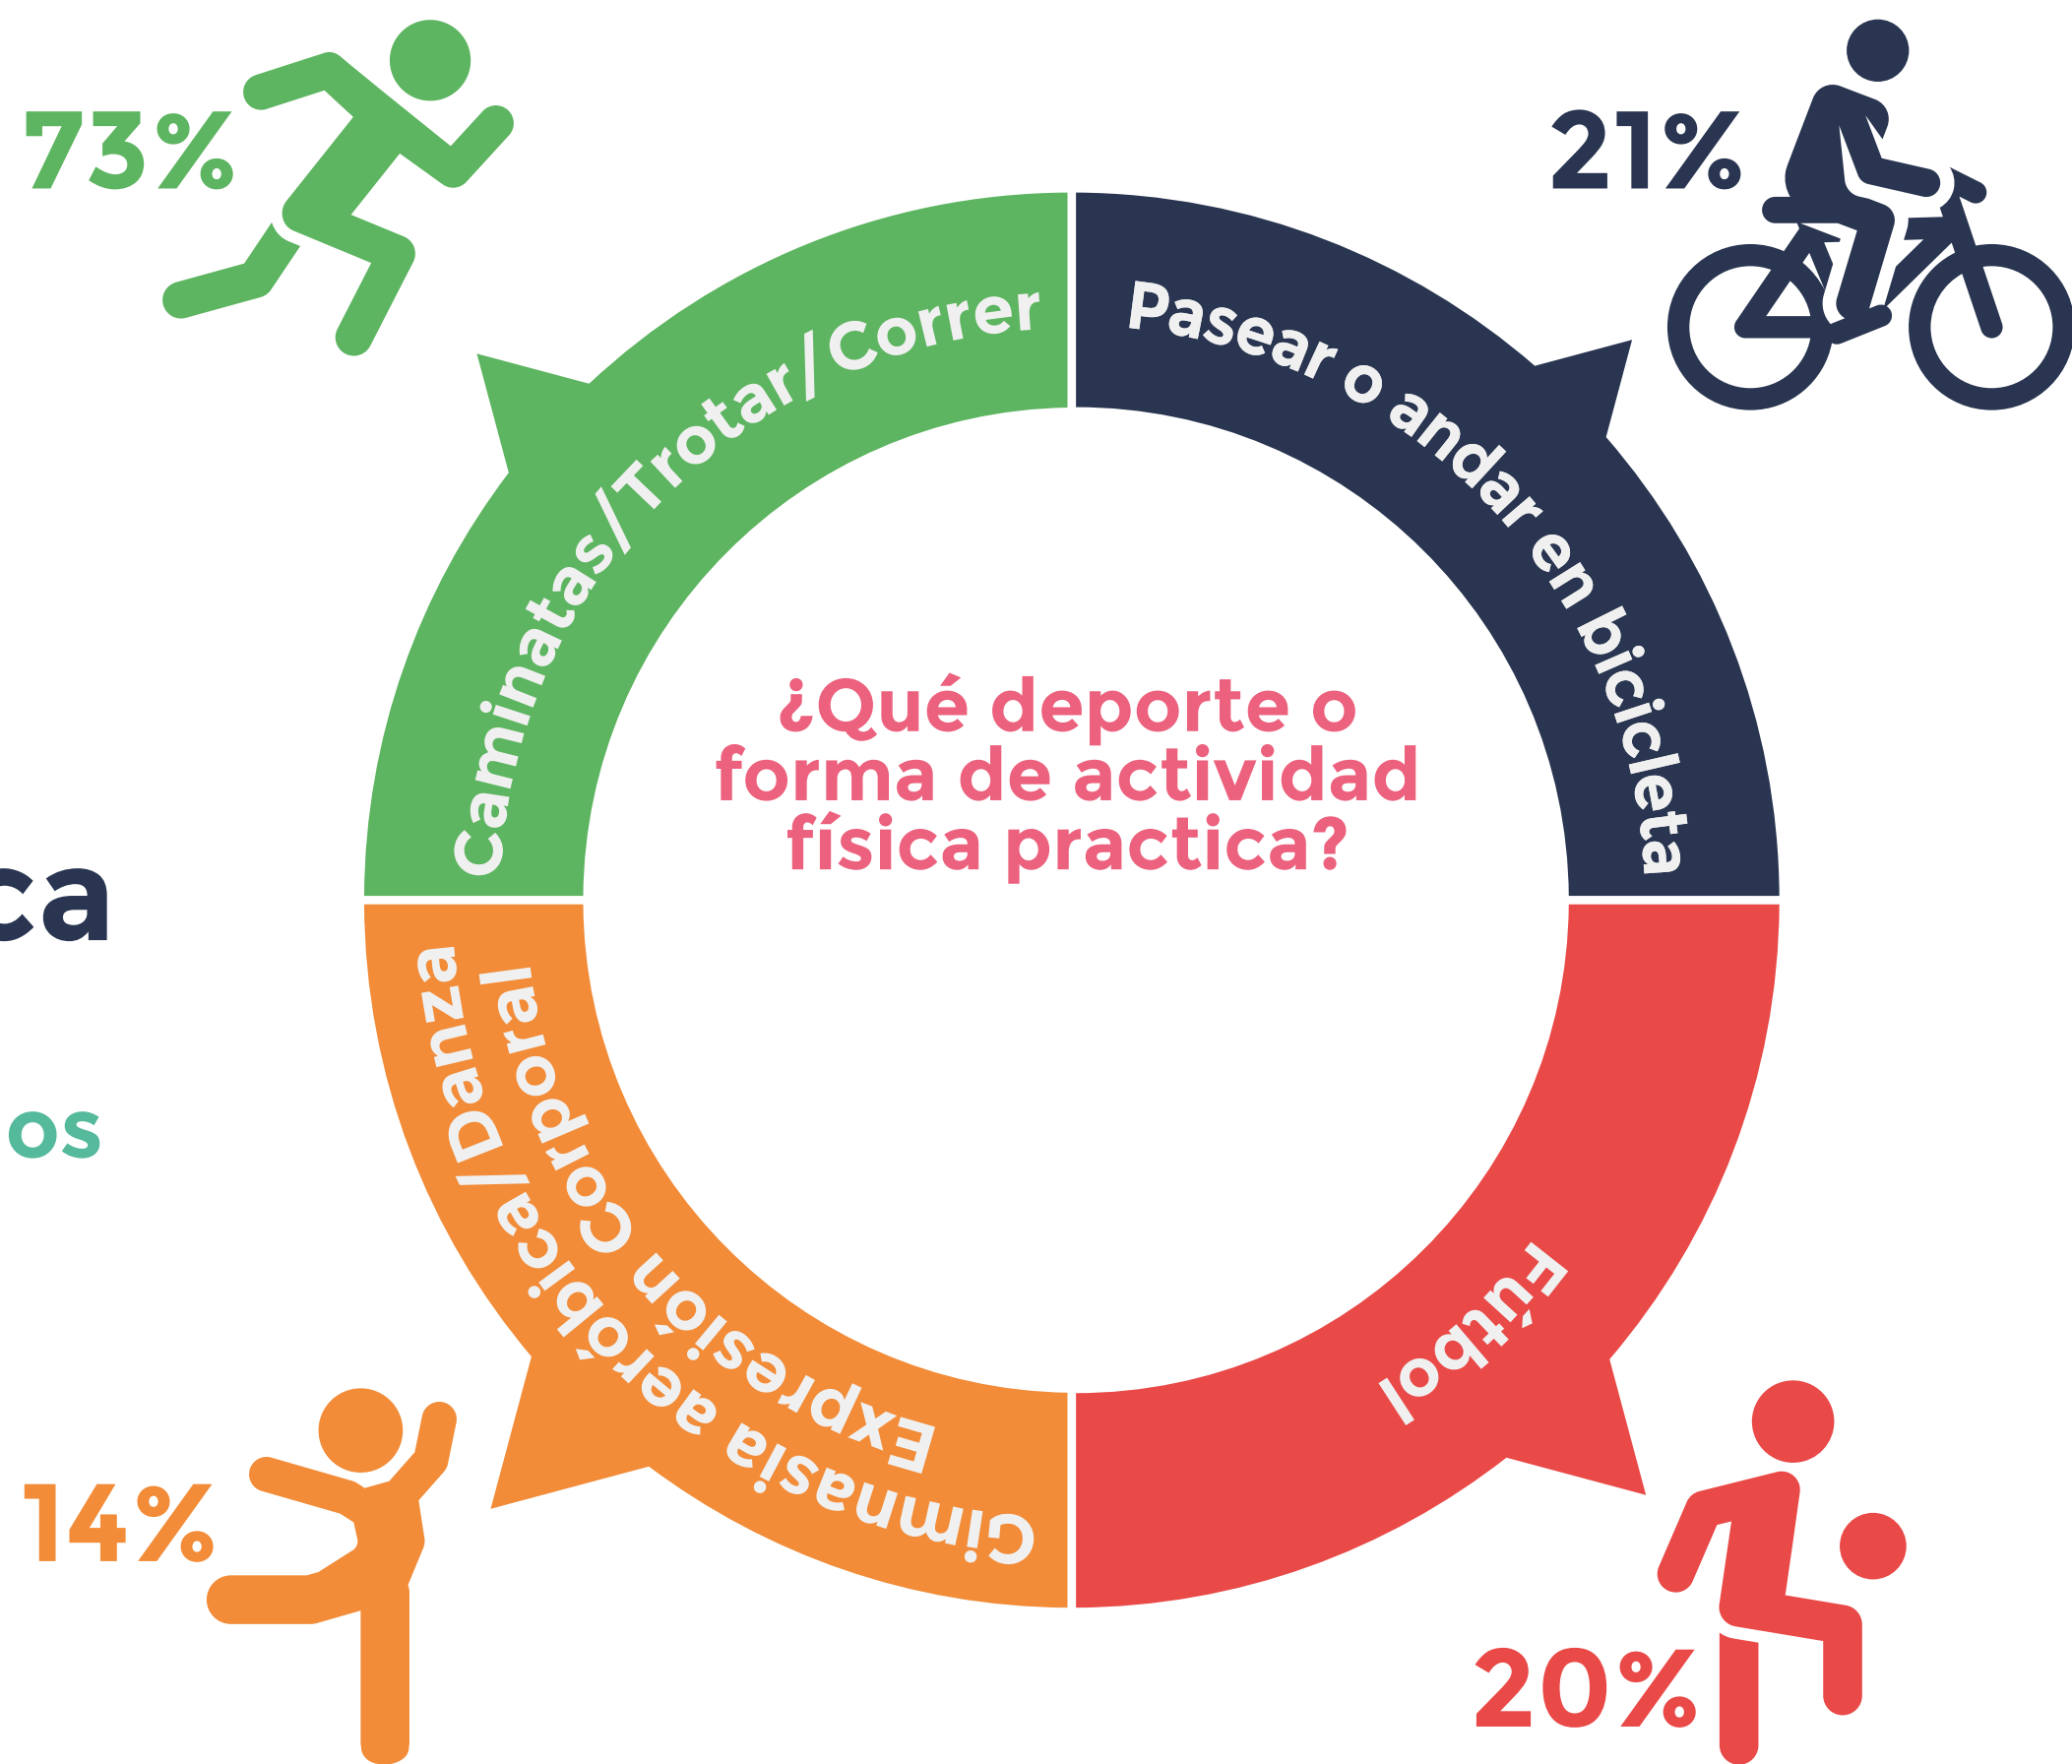 73%
21%
Caminatas/Trotar/correr
Pasear o andar en bicicleta
¿Qué deporte o
forma de actividad
física practica?
ca
os
Gimnasia aeróbica/Danza
Expresión Corporal
Fútbol
14%
20%